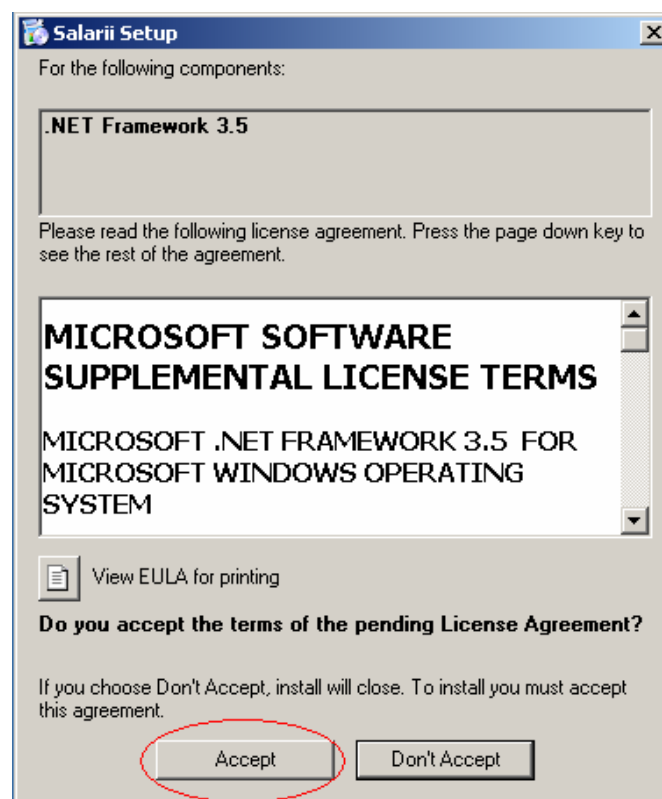 Salarii Setup
For the following components:
.NET Framework 3.5
Please read the following license agreement. Press the page down key to
see the rest of the agreement.
MICROSOFT SOFTWARE
SUPPLEMENTAL LICENSE TERMS
MICROSOFT .NET FRAMEWORK 3.5 FOR
MICROSOFT WINDOWS OPERATING
SYSTEM
View EULA for printing
Do you accept the terms of the pending License Agreement?
If you choose Don't Accept, install will close. To install you must accept
this agreement.
Accept
Don't Accept